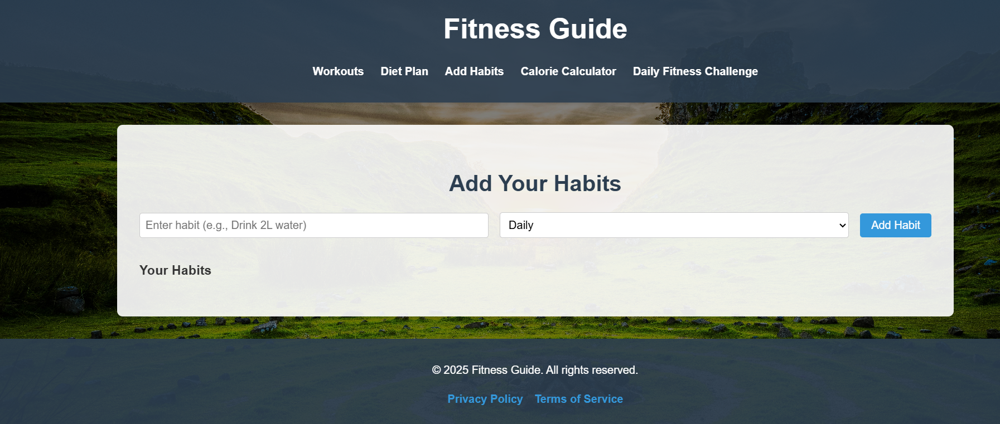 Fitness Guide
Workouts Diet Plan Add Habits Calorie Calculator Daily Fitness Challenge
Add Your Habits
Enter habit (e.g., Drink 2L water) Daily Add Habit
Your Habits
© 2025 Fitness Guide. All rights reserved.
Privacy Policy Terms of Service